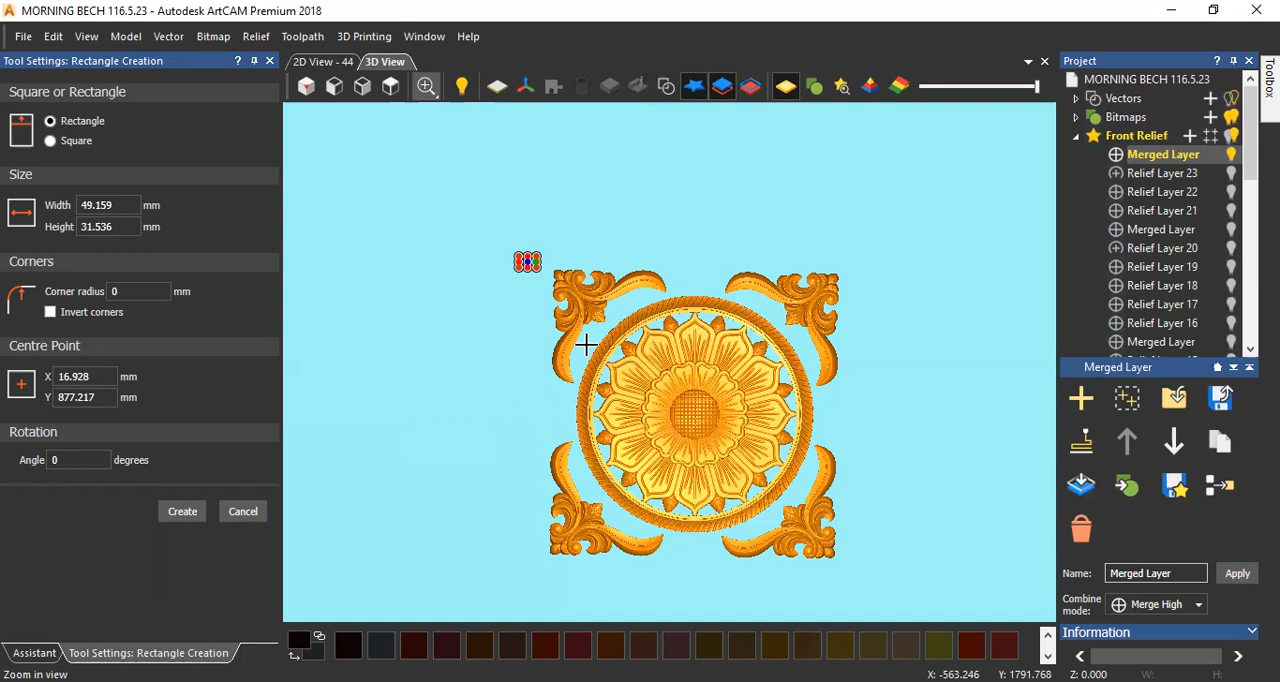 MORNING BECH 116.5.23 - Autodesk ArtCAM Premium 2018
File Edit View Model Vector Bitmap Relief Toolpath 3D Printing Window Help
Tool Settings: Rectangle Creation ?
Square or Rectangle
Rectangle
Square
Size
Width 49.159 mm
Height 31.536 mm
Corners
Corner radius 0 mm
Invert corners
Centre Point
X 16.928 mm
Y 877.217 mm
Rotation
Angle 0 degrees
Create Cancel
Assistant Tool Settings: Rectangle Creation
Zoom in view
2D View - 44 3D View
Project ?
Toolbox
MORNING BECH 116.5.23
Vectors
Bitmaps
Front Relief
Merged Layer
Relief Layer 23
Relief Layer 22
Relief Layer 21
Merged Layer
Relief Layer 20
Relief Layer 19
Relief Layer 18
Relief Layer 17
Relief Layer 16
Merged Layer
Merged Layer
Name: Merged Layer Apply
Combine mode: Merge High
Information
X: -563.246 Y: 1791.768 Z: 0.000 W: H: